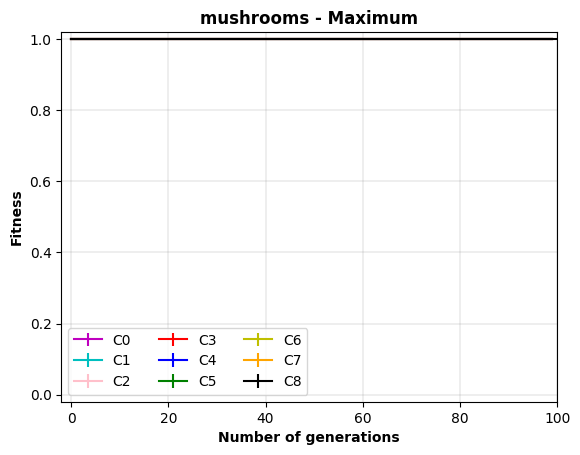 mushrooms - Maximum
Fitness
1.0
0.8
0.6
0.4
0.2
0.0
C0 C3 C6
C1 C4 C7
C2 C5 C8
0 20 40 60 80 100
Number of generations